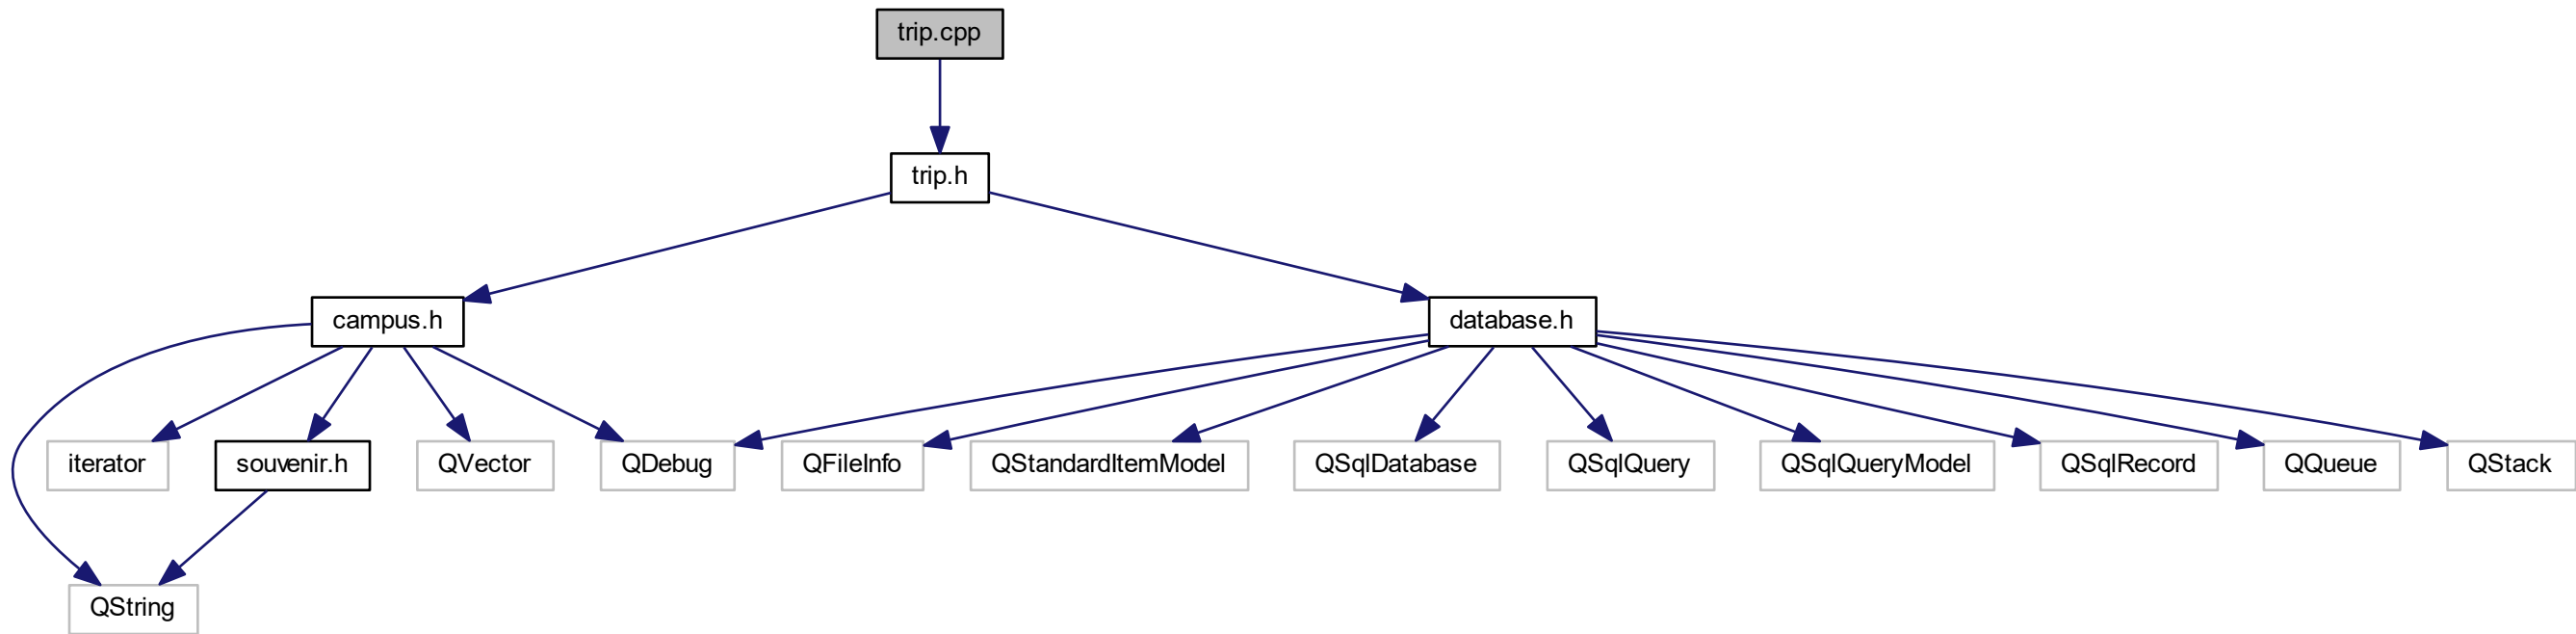 trip.cpp
trip.h
campus.h
database.h
iterator
souvenir.h
QVector
QDebug
QFileInfo
QStandardItemModel
QSqlDatabase
QSqlQuery
QSqlQueryModel
QSqlRecord
QQueue
QStack
QString